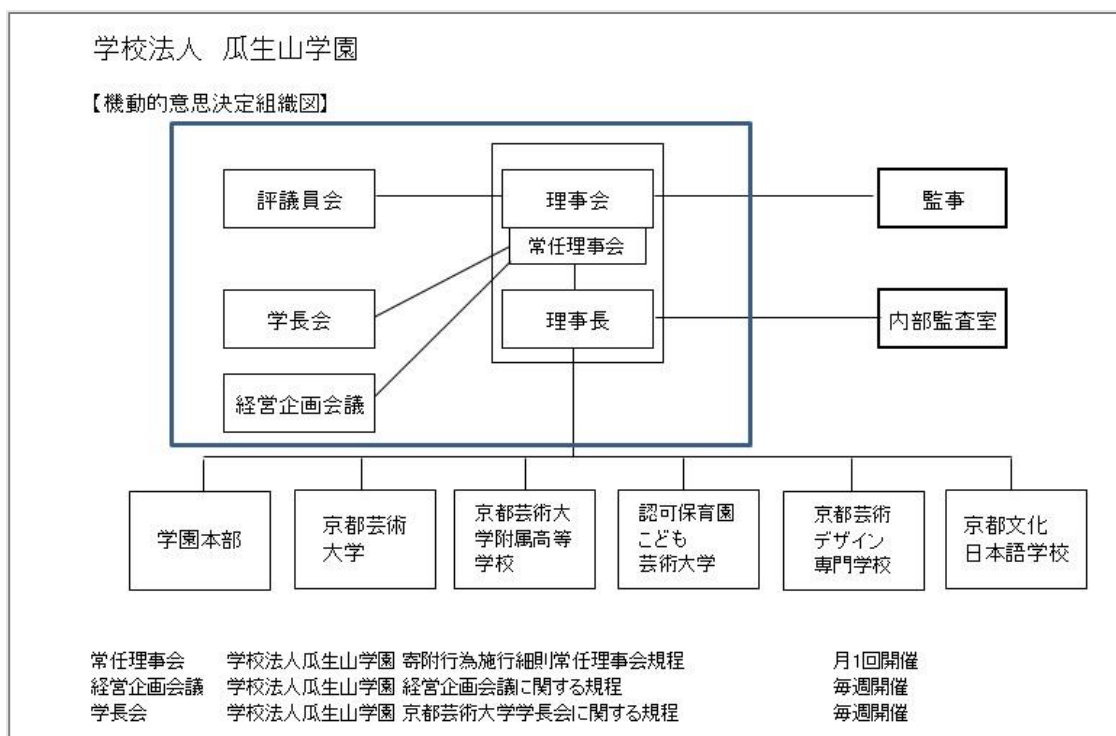 学校法人 瓜生山学園
【機動的意思決定組織図】
評議員会
理事会
監事
常任理事会
学長会
理事長
内部監査室
経営企画会議
学園本部
京都芸術
大学
京都芸術大
学附属高等
学校
認可保育園
こども
芸術大学
京都芸術
デザイン
専門学校
京都文化
日本語学校
常任理事会 学校法人瓜生山学園 寄附行為施行細則常任理事会規程 月1回開催
経営企画会議 学校法人瓜生山学園 経営企画会議に関する規程 毎週開催
学長会 学校法人瓜生山学園 京都芸術大学学長会に関する規程 毎週開催